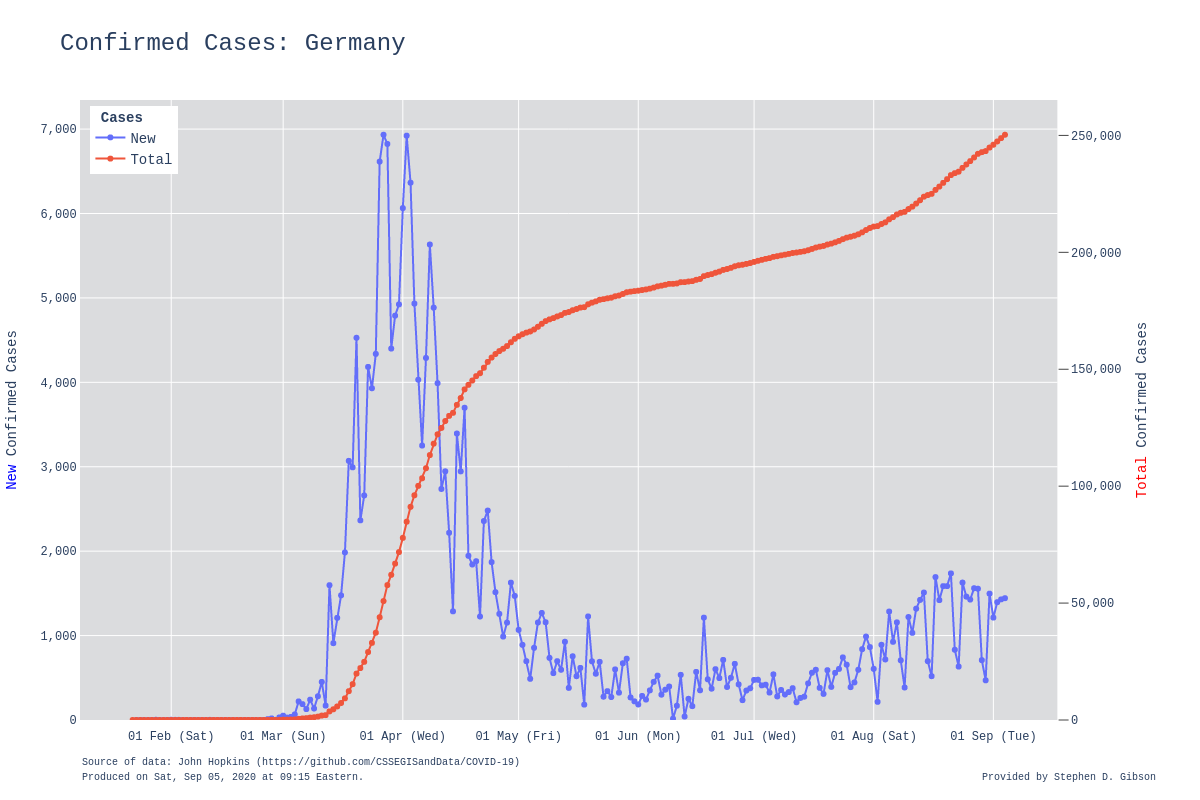 Confirmed Cases: Germany
Cases
New
Total
7,000
6,000
5,000
4,000
3,000
2,000
1,000
0
New Confirmed Cases
250,000
200,000
150,000
100,000
50,000
0
Total Confirmed Cases
01 Feb (Sat) 01 Mar (Sun) 01 Apr (Wed) 01 May (Fri) 01 Jun (Mon) 01 Jul (Wed) 01 Aug (Sat) 01 Sep (Tue)
Source of data: John Hopkins (https://github.com/CSSEGISandData/COVID-19)
Produced on Sat, Sep 05, 2020 at 09:15 Eastern.
Provided by Stephen D. Gibson